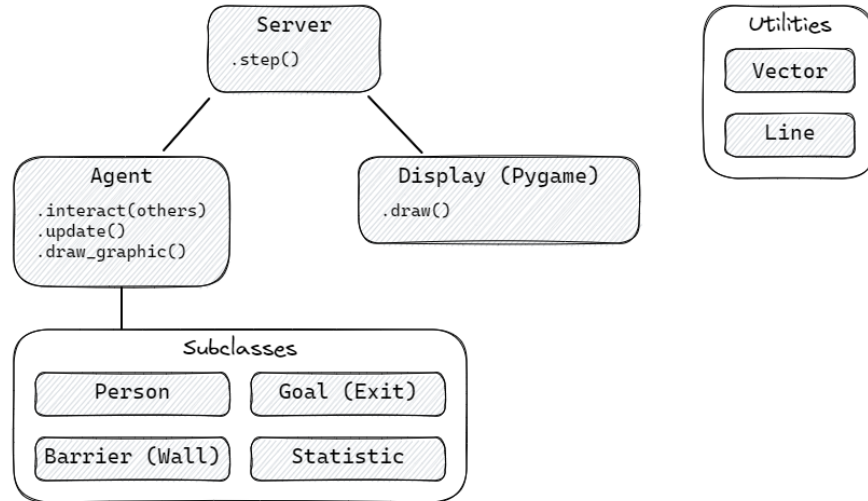 Server
.step()
Utilities
Vector
Line
Agent
.interact(others)
.update()
.draw_graphic()
Display (Pygame)
.draw()
Subclasses
Person
Goal (Exit)
Barrier (Wall)
Statistic